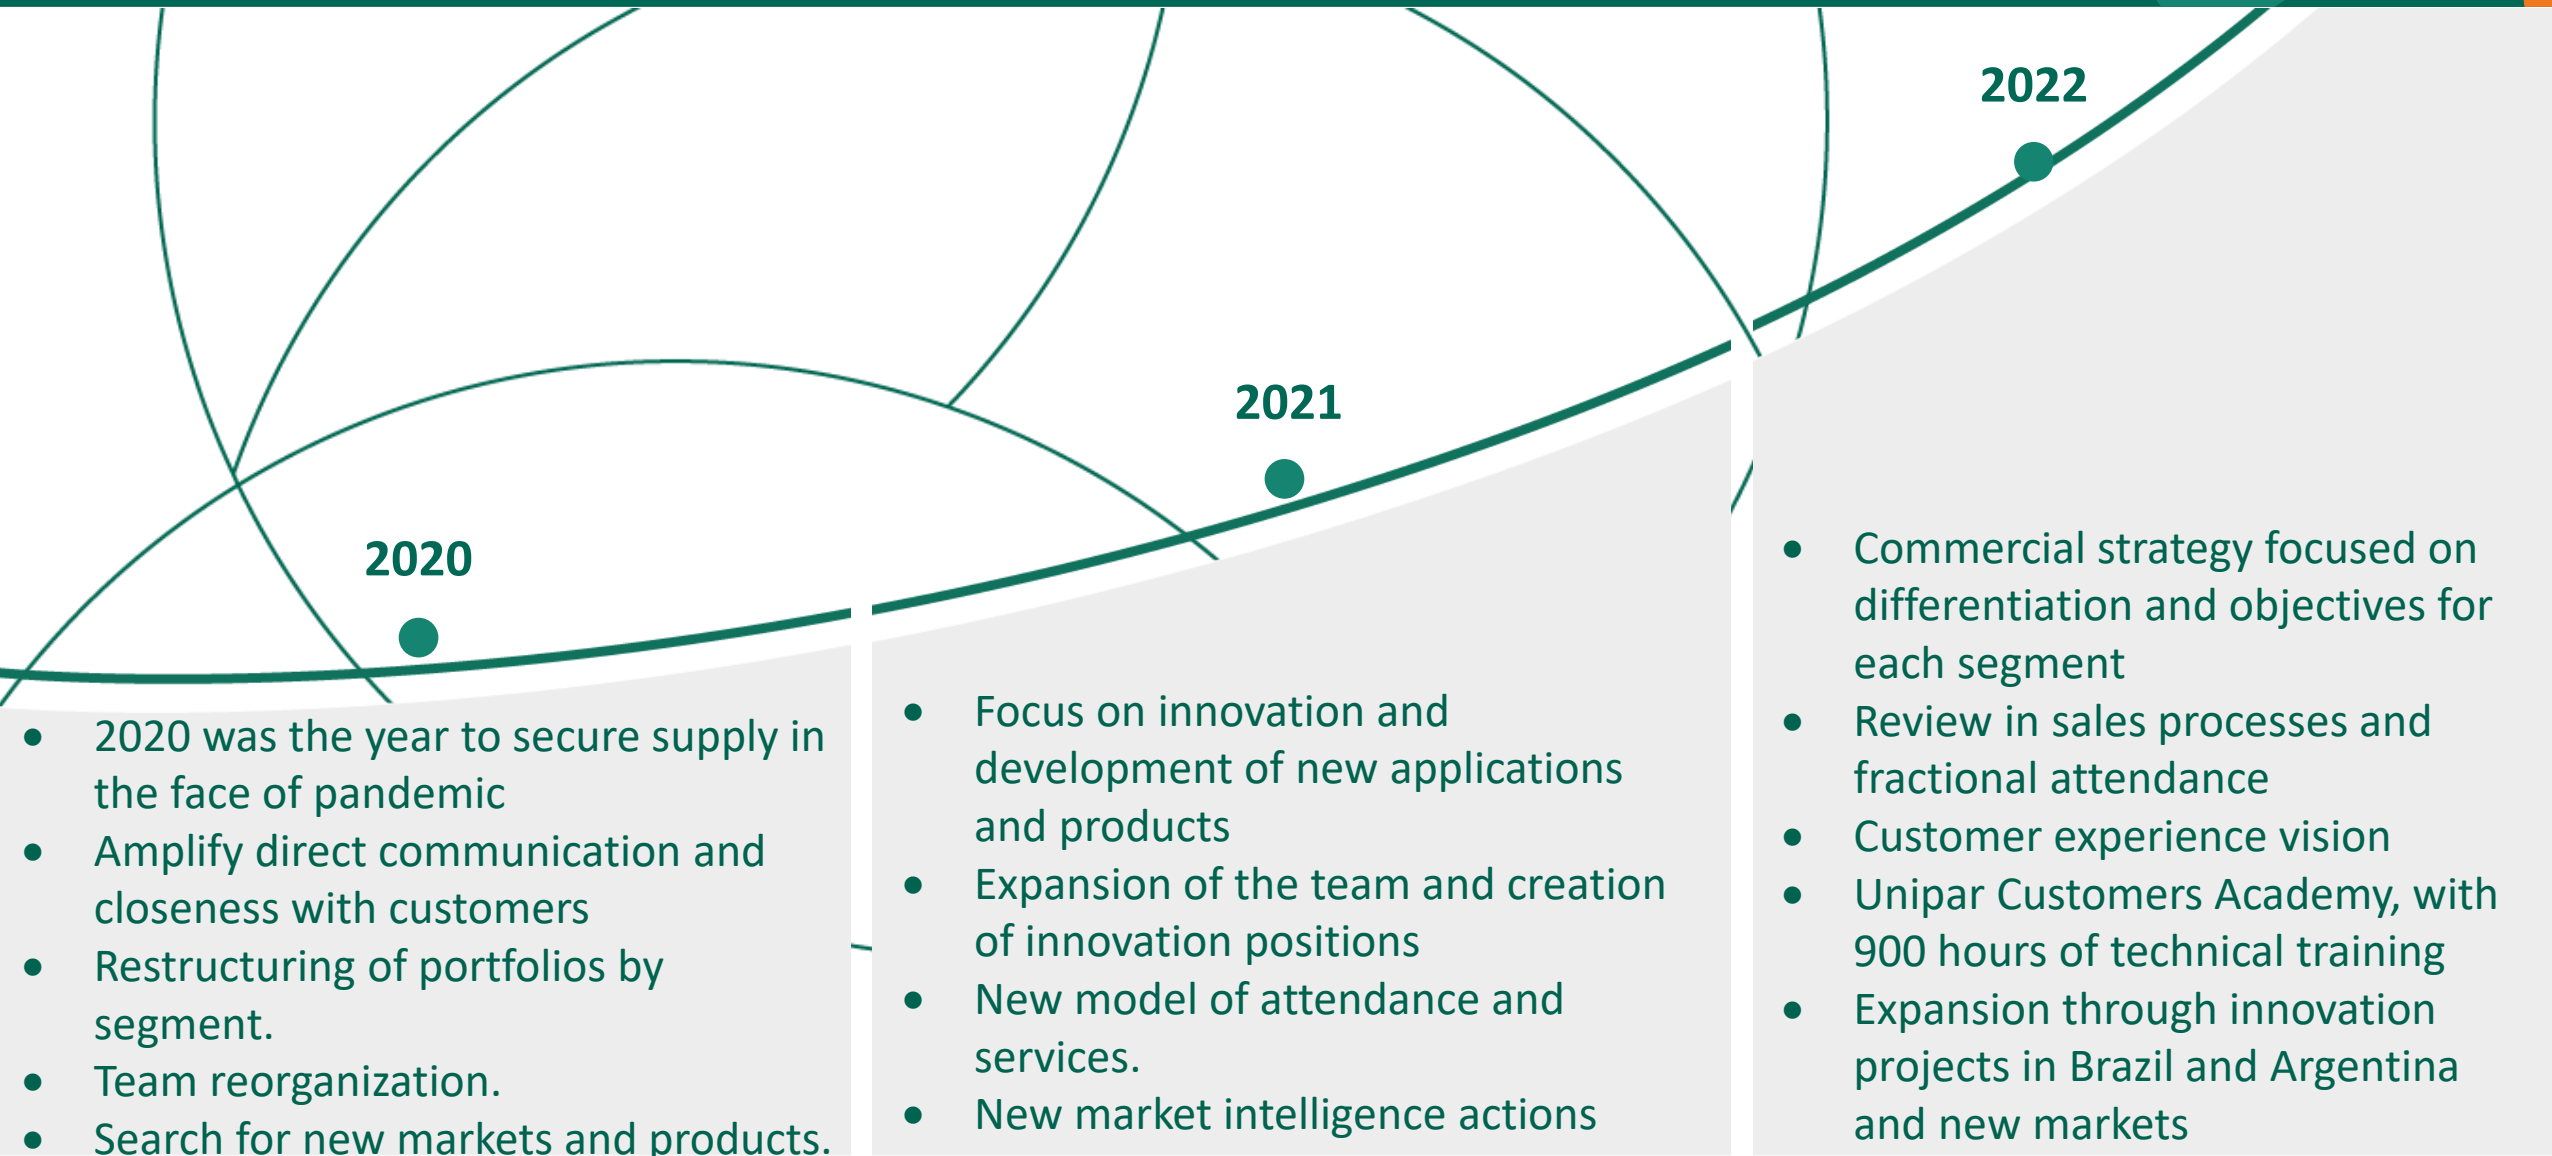 2020
• 2020 was the year to secure supply in
the face of pandemic
• Amplify direct communication and
closeness with customers
• Restructuring of portfolios by
segment.
• Team reorganization.
• Search for new markets and products.
2021
• Focus on innovation and
development of new applications
and products
• Expansion of the team and creation
of innovation positions
• New model of attendance and
services.
• New market intelligence actions
2022
• Commercial strategy focused on
differentiation and objectives for
each segment
• Review in sales processes and
fractional attendance
• Customer experience vision
• Unipar Customers Academy, with
900 hours of technical training
• Expansion through innovation
projects in Brazil and Argentina
and new markets